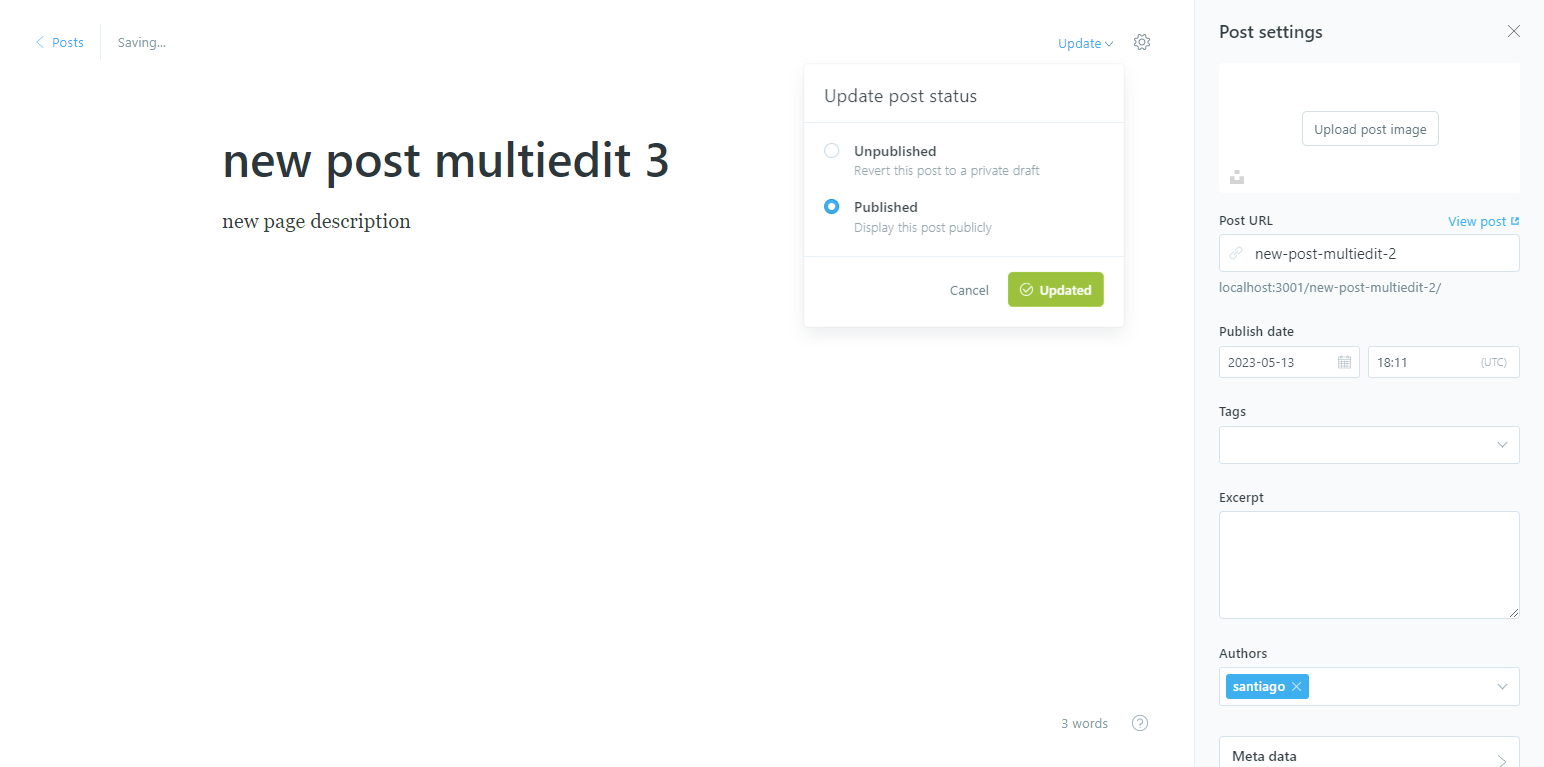 Posts
Saving...
Update
new post multiedit 3
new page description
Update post status
Unpublished
Revert this post to a private draft
Published
Display this post publicly
Cancel
Updated
3 words
?
Post settings
Upload post image
Post URL
View post
new-post-multiedit-2
localhost:3001/new-post-multiedit-2/
Publish date
2023-05-13
18:11
(UTC)
Tags
Excerpt
Authors
santiago
Meta data